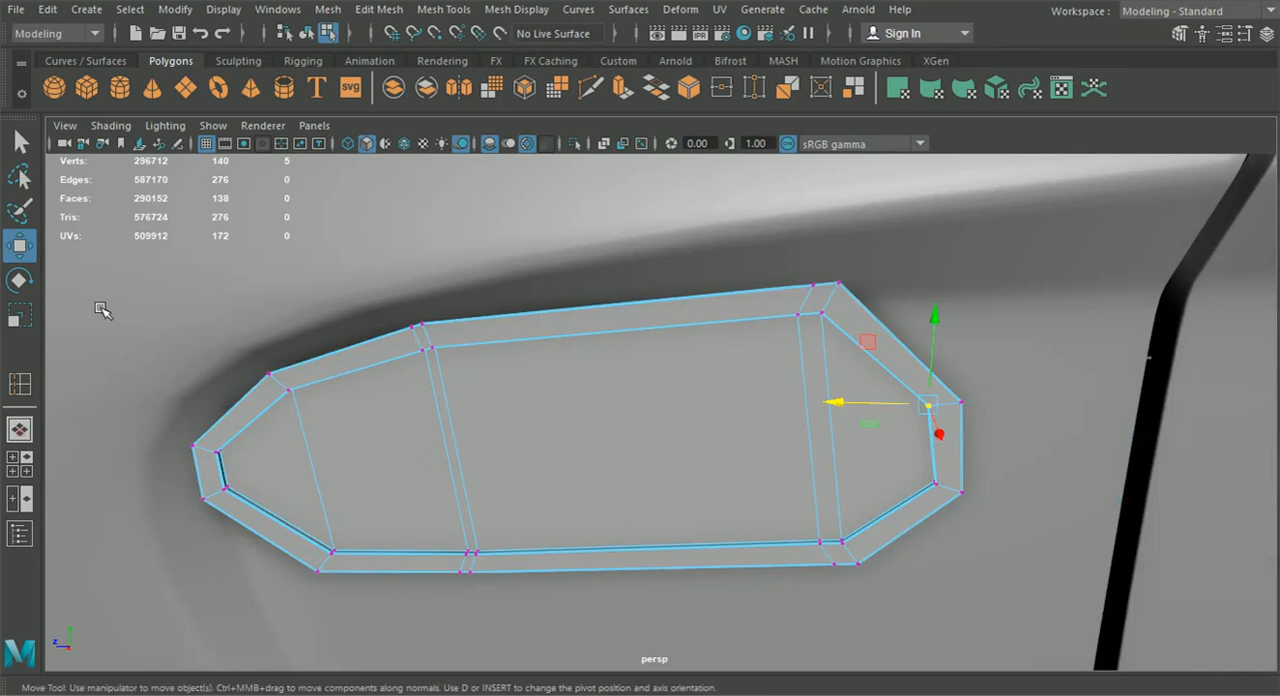 File Edit Create Select Modify Display Windows Mesh Edit Mesh Mesh Tools Mesh Display Curves Surfaces Deform UV Generate Cache Arnold Help Workspace : Modeling - Standard
Modeling No Live Surface Sign In
Curves / Surfaces Polygons Sculpting Rigging Animation Rendering FX FX Caching Custom Arnold Bifrost MASH Motion Graphics XGen
T SVG
View Shading Lighting Show Renderer Panels
0.00 1.00 sRGB gamma
Verts: 296712 140 5
Edges: 587170 276 0
Faces: 290152 138 0
Tris: 576724 276 0
UVs: 509912 172 0
z
persp
M
Move Tool: Use manipulator to move object(s). Ctrl+MMB+drag to move components along normals. Use D or INSERT to change the pivot position and axis orientation.